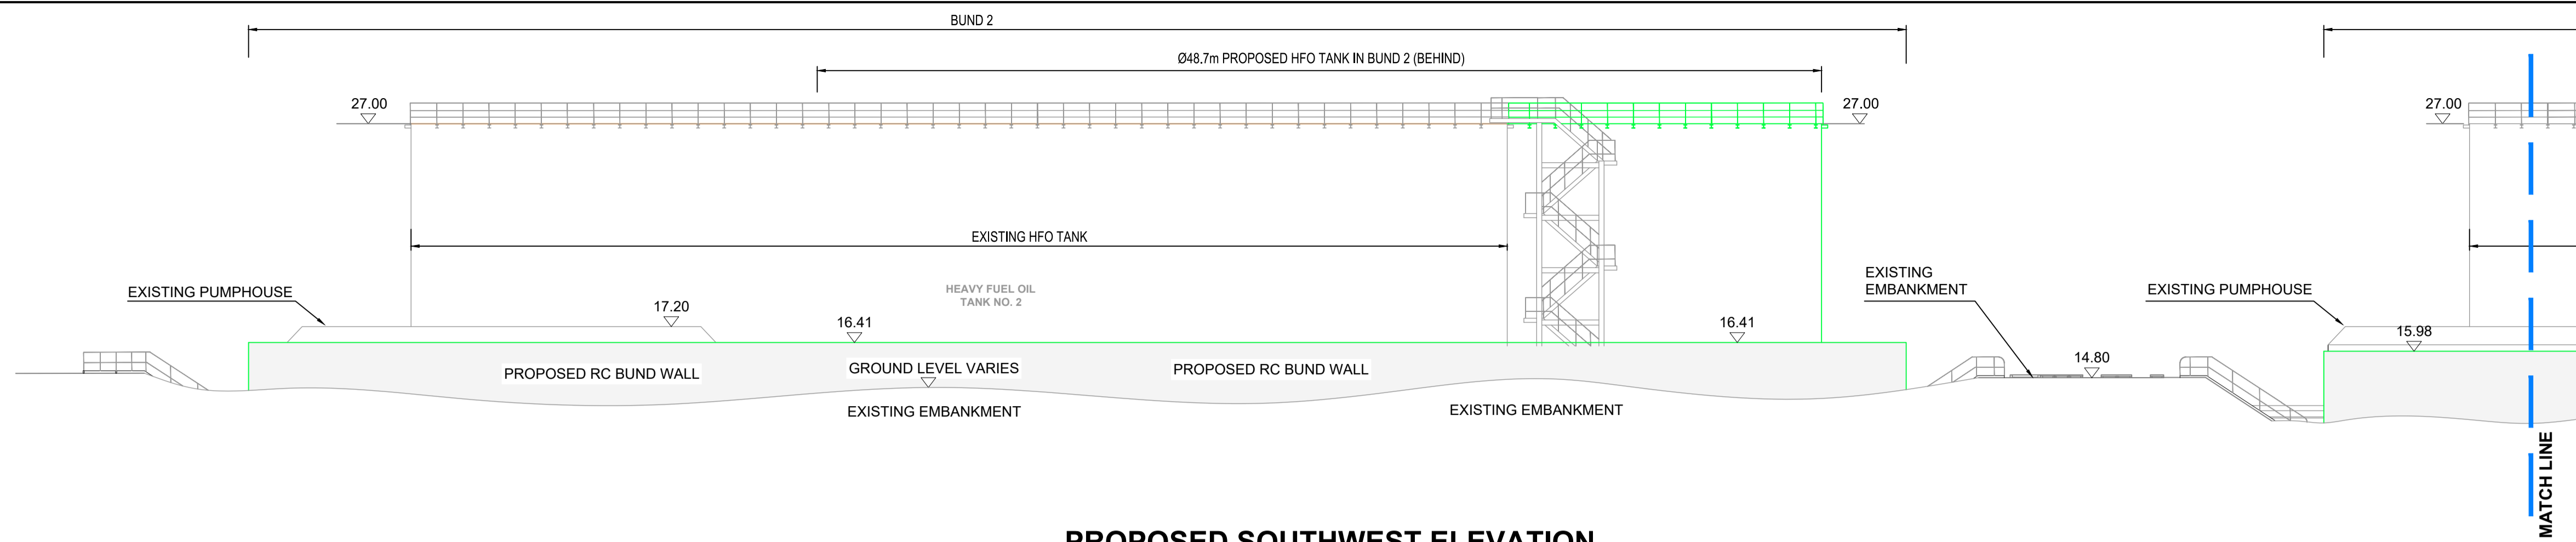 BUND 2
Ø48.7m PROPOSED HFO TANK IN BUND 2 (BEHIND)
27.00
27.00
27.00
EXISTING HFO TANK
EXISTING PUMPHOUSE
HEAVY FUEL OIL
TANK NO. 2
17.20
16.41
16.41
EXISTING
EMBANKMENT
EXISTING PUMPHOUSE
15.98
14.80
PROPOSED RC BUND WALL
GROUND LEVEL VARIES
PROPOSED RC BUND WALL
EXISTING EMBANKMENT
EXISTING EMBANKMENT
MATCH LINE
PROPOSED SOUTHWEST ELEVATION